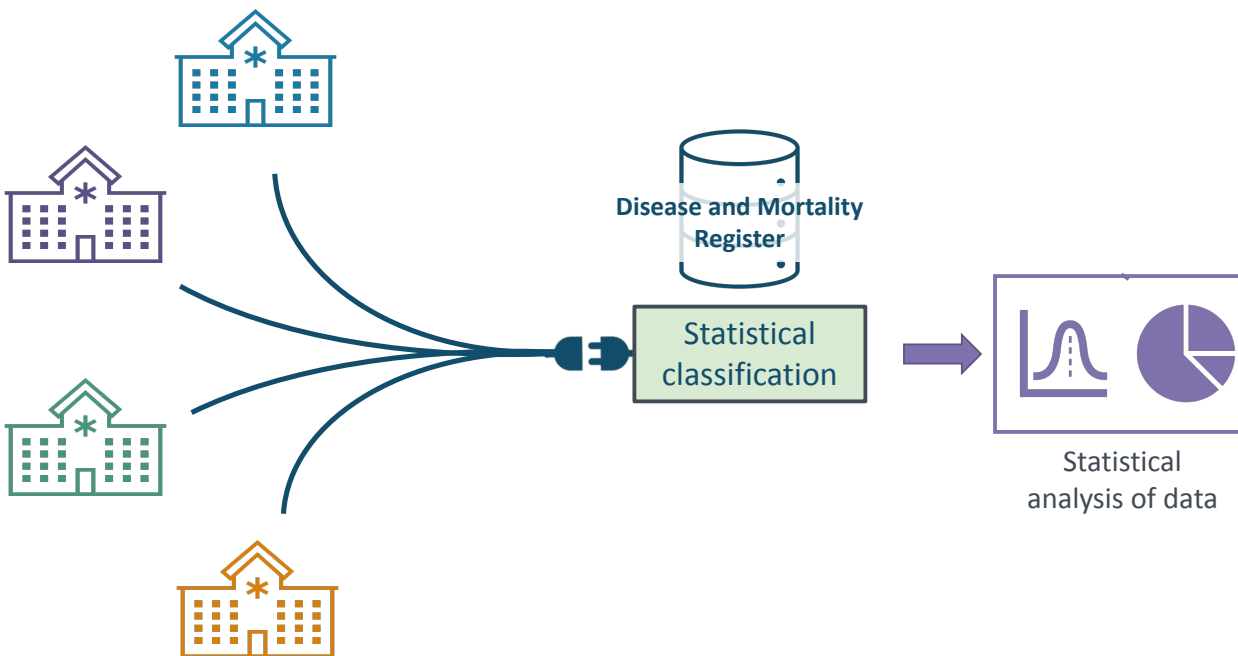 Disease and Mortality
Register
Statistical
classification
Statistical
analysis of data